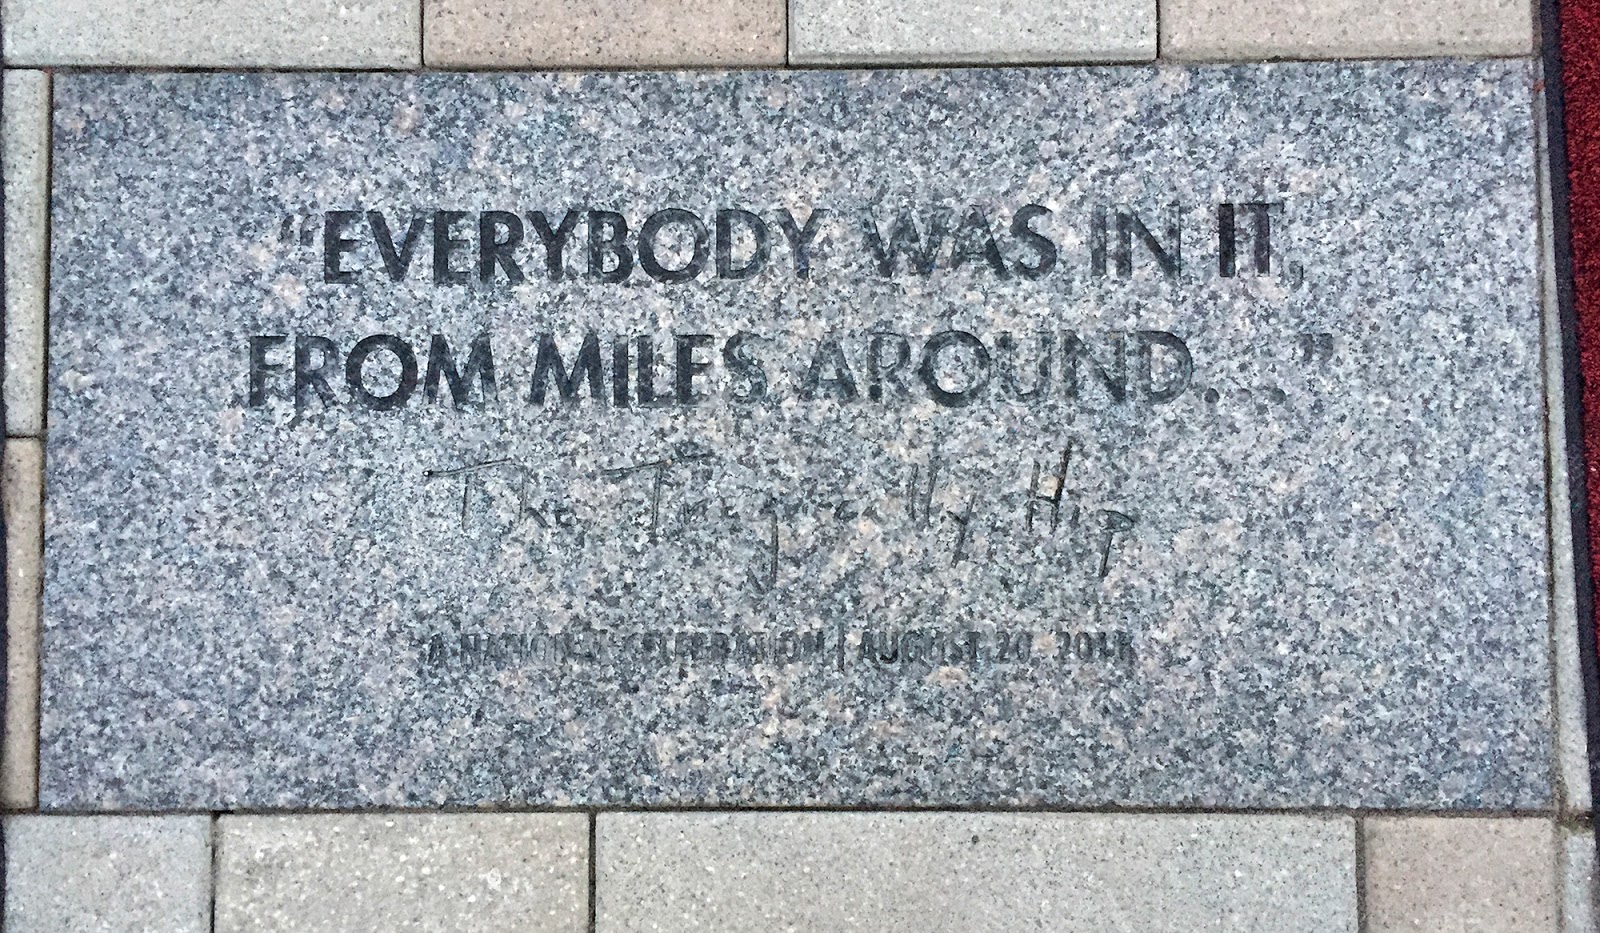 “EVERYBODY WAS IN IT,
FROM MILES AROUND...”
The Tragically Hip
A NATIONAL CELEBRATION | AUGUST 20, 2016